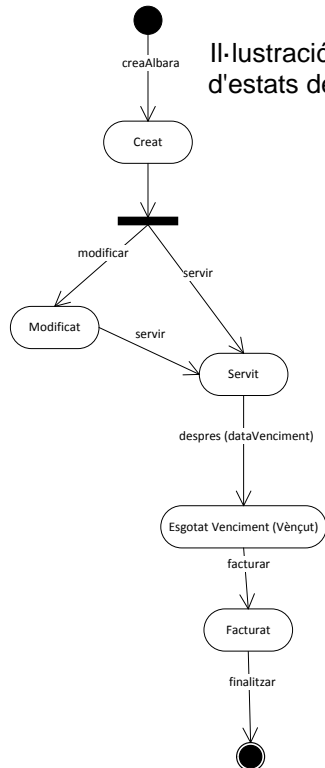 Il·lustració
d'estats de
creaAlbara
Creat
modificar
servir
Modificat
servir
Servit
despres (dataVenciment)
Esgotat Venciment (Vènçut)
facturar
Facturat
finalitzar